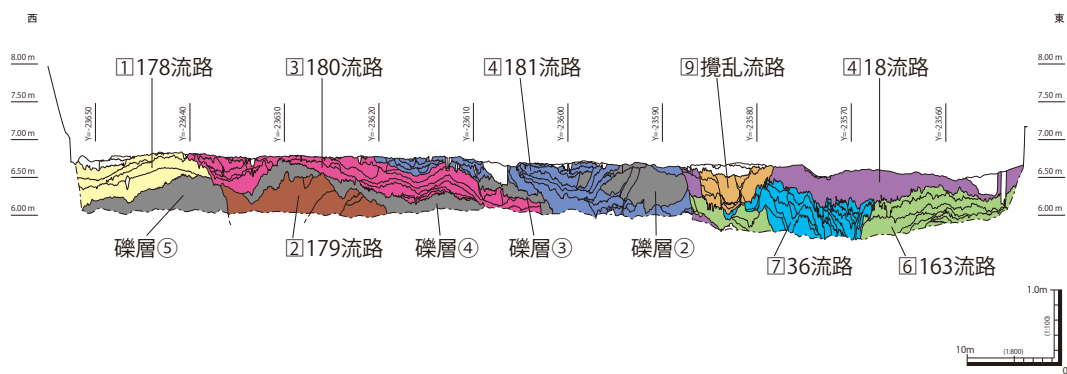 西
東
8.00 m
7.50 m
7.00 m
6.50 m
6.00 m
1178流路
3180流路
4181流路
9攪乱流路
418流路
Y=-23650
Y=-23640
Y=-23630
Y=-23620
Y=-23610
Y=-23600
Y=-23590
Y=-23580
Y=-23570
Y=-23560
8.00 m
7.50 m
7.00 m
6.50 m
6.00 m
礫層⑤
2179流路
礫層④
礫層③
礫層②
736流路
6163流路
1.0m
(1:100)
10m
(1:800)
0